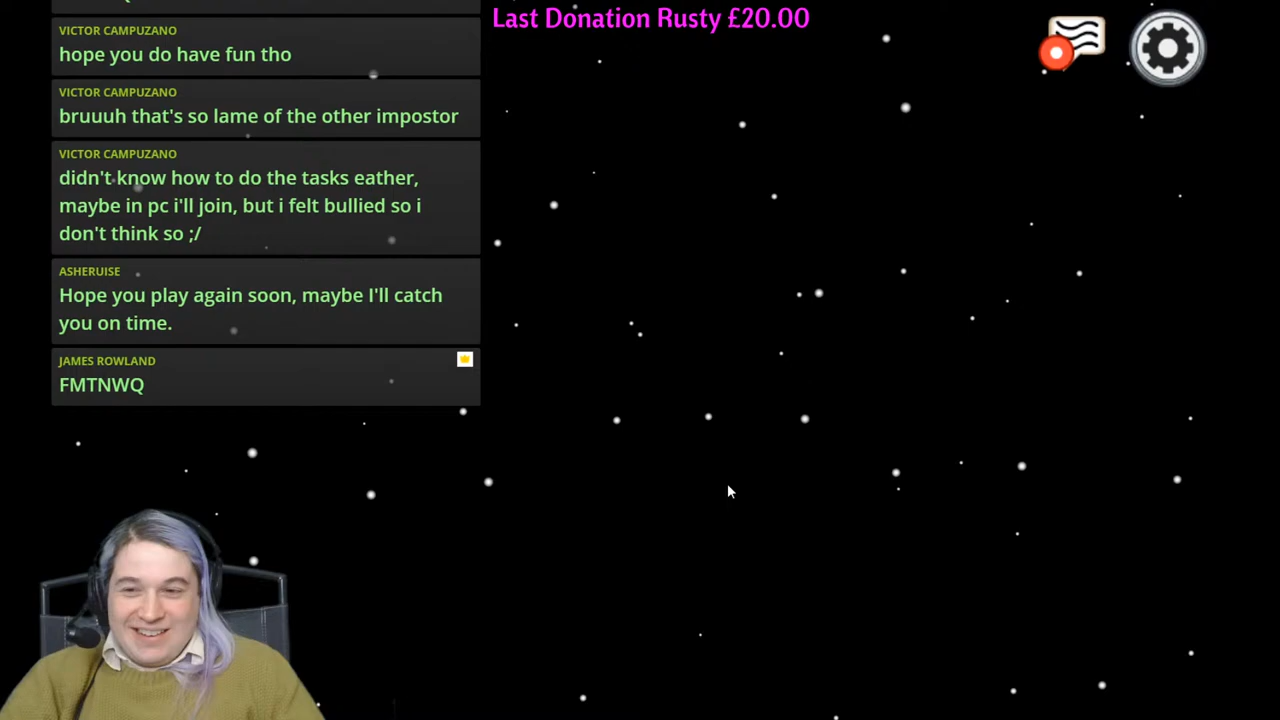 Last Donation Rusty £20.00
VICTOR CAMPUZANO
hope you do have fun tho
VICTOR CAMPUZANO
bruuuh that's so lame of the other impostor
VICTOR CAMPUZANO
didn't know how to do the tasks eather,
maybe in pc i'll join, but i felt bullied so i
don't think so ;/
ASHERUISE
Hope you play again soon, maybe I'll catch
you on time.
JAMES ROWLAND
FMTNWQ